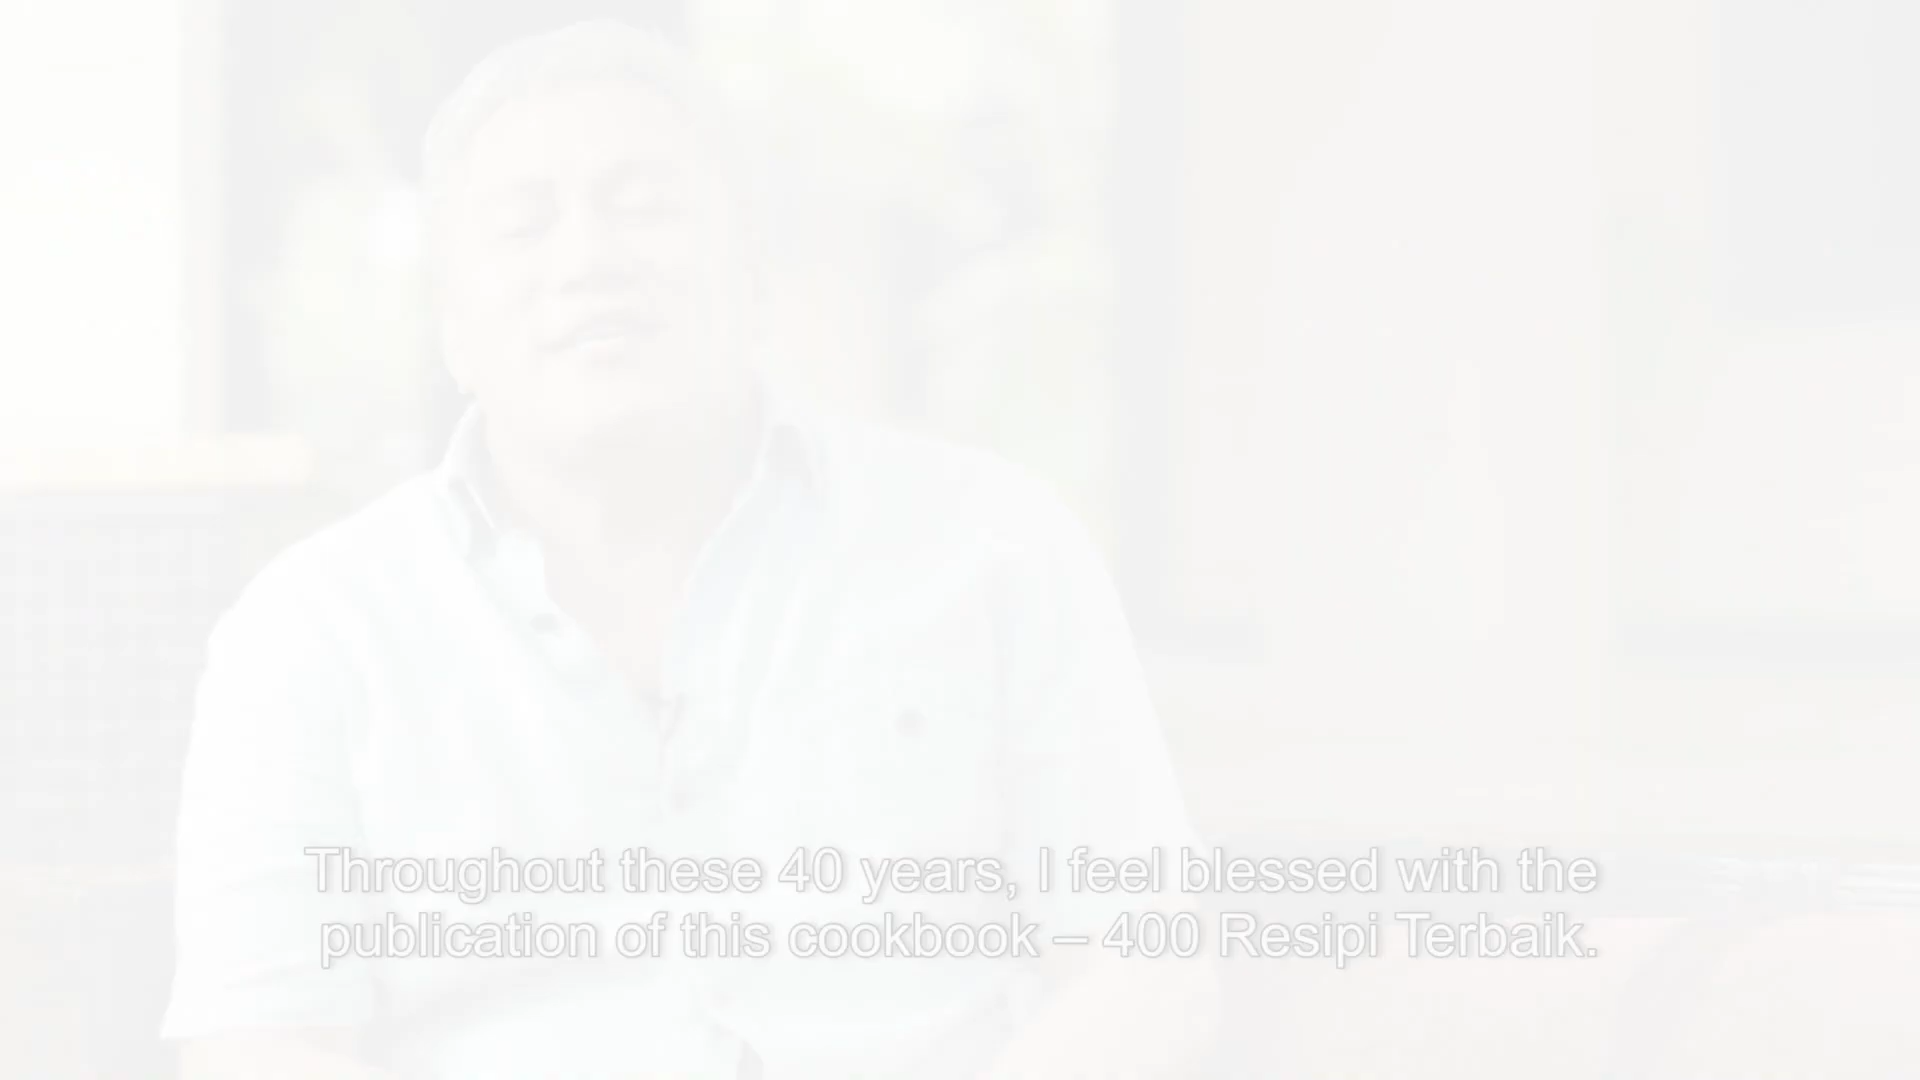 Throughout these 40 years, I feel blessed with the
publication of this cookbook – 400 Resipi Terbaik.